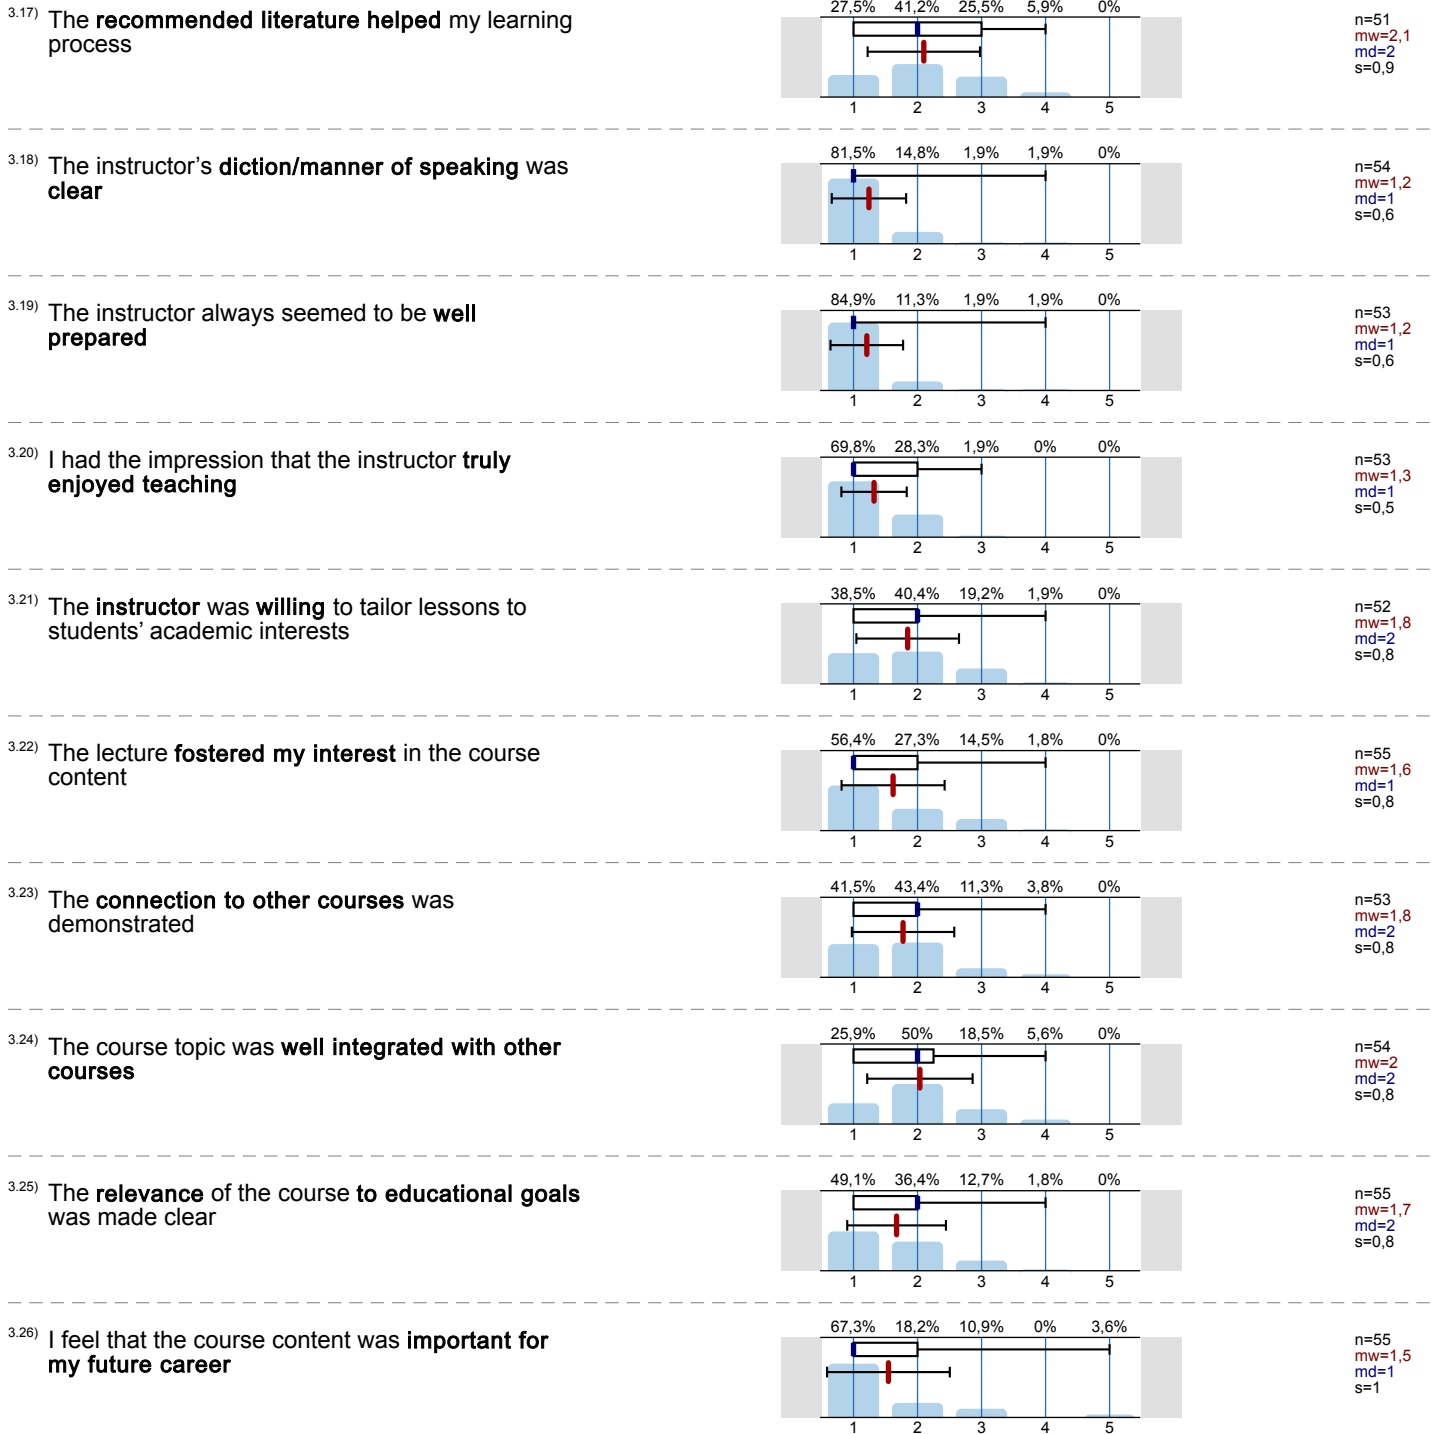 3.17) The recommended literature helped my learning
process
27,5% 41,2% 25,5% 5,9% 0%
1 2 3 4 5
n=51
mw=2,1
md=2
s=0,9
3.18) The instructor's diction/manner of speaking was
clear
81,5% 14,8% 1,9% 1,9% 0%
1 2 3 4 5
n=54
mw=1,2
md=1
s=0,6
3.19) The instructor always seemed to be well
prepared
84,9% 11,3% 1,9% 1,9% 0%
1 2 3 4 5
n=53
mw=1,2
md=1
s=0,6
3.20) I had the impression that the instructor truly
enjoyed teaching
69,8% 28,3% 1,9% 0% 0%
1 2 3 4 5
n=53
mw=1,3
md=1
s=0,5
3.21) The instructor was willing to tailor lessons to
students' academic interests
38,5% 40,4% 19,2% 1,9% 0%
1 2 3 4 5
n=52
mw=1,8
md=2
s=0,8
3.22) The lecture fostered my interest in the course
content
56,4% 27,3% 14,5% 1,8% 0%
1 2 3 4 5
n=55
mw=1,6
md=1
s=0,8
3.23) The connection to other courses was
demonstrated
41,5% 43,4% 11,3% 3,8% 0%
1 2 3 4 5
n=53
mw=1,8
md=2
s=0,8
3.24) The course topic was well integrated with other
courses
25,9% 50% 18,5% 5,6% 0%
1 2 3 4 5
n=54
mw=2
md=2
s=0,8
3.25) The relevance of the course to educational goals
was made clear
49,1% 36,4% 12,7% 1,8% 0%
1 2 3 4 5
n=55
mw=1,7
md=2
s=0,8
3.26) I feel that the course content was important for
my future career
67,3% 18,2% 10,9% 0% 3,6%
1 2 3 4 5
n=55
mw=1,5
md=1
s=1